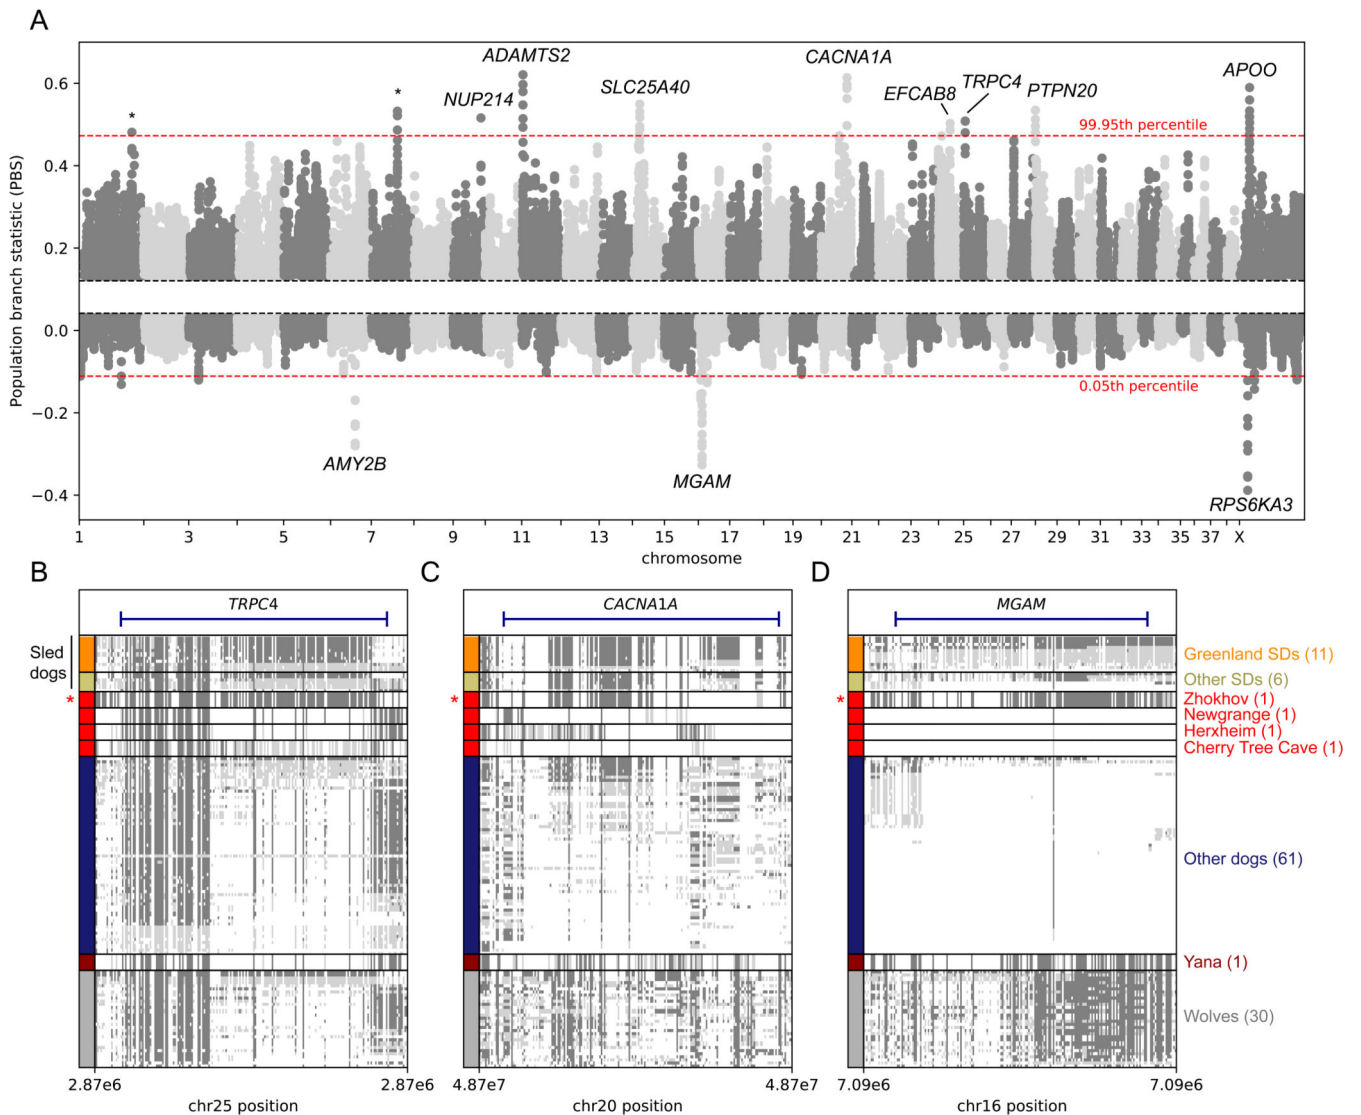 A
ADAMTS2
CACNA1A
APOO
SLC25A40
EFCAB8
TRPC4
PTPN20
NUP214
*
*
99.95th percentile
0.6
0.4
0.2
0.0
−0.2
−0.4
Population branch statistic (PBS)
0.05th percentile
AMY2B
MGAM
RPS6KA3
1 3 5 7 9 11 13 15 17 19 21 23 25 27 29 31 33 35 37 X
chromosome
B
TRPC4
Sled
dogs
*
2.87e6 2.87e6
chr25 position
C
CACNA1A
*
4.87e7 4.87e7
chr20 position
D
MGAM
*
7.09e6 7.09e6
chr16 position
Greenland SDs (11)
Other SDs (6)
Zhokhov (1)
Newgrange (1)
Herxheim (1)
Cherry Tree Cave (1)
Other dogs (61)
Yana (1)
Wolves (30)